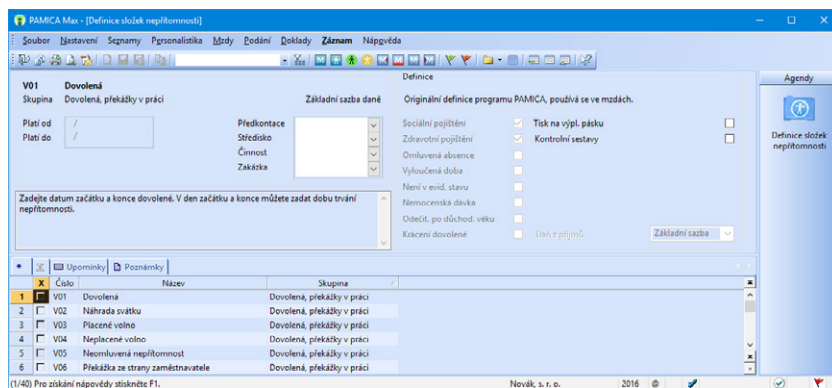 PAMICA Max - [Definice složek nepřítomnosti]
Soubor Nastavení Seznamy Personalistika Mzdy Podání Doklady Záznam Nápověda
V01 Dovolená
Skupina Dovolená, překážky v práci Základní sazba daně
Platí od /
Platí do /
Předkontace
Středisko
Činnost
Zakázka
Zadejte datum začátku a konce dovolené. V den začátku a konce můžete zadat dobu trvání
nepřítomnosti.
Definice
Originální definice programu PAMICA, používá se ve mzdách.
Sociální pojištění Tisk na výpl. pásku
Zdravotní pojištění Kontrolní sestavy
Omluvená absence
Vyloučená doba
Není v evid. stavu
Nemocenská dávka
Odečit. po důchod. věku
Krácení dovolené Daň z příjmů Základní sazba
Agendy
Definice složek
nepřítomnosti
Upomínky Poznámky
X Číslo Název Skupina
1 V01 Dovolená Dovolená, překážky v práci
2 V02 Náhrada svátku Dovolená, překážky v práci
3 V03 Placené volno Dovolená, překážky v práci
4 V04 Neplacené volno Dovolená, překážky v práci
5 V05 Neomluvená nepřítomnost Dovolená, překážky v práci
6 V06 Překážka ze strany zaměstnavatele Dovolená, překážky v práci
(1/40) Pro získání nápovědy stiskněte F1. Novák, s. r. o. 2016 @